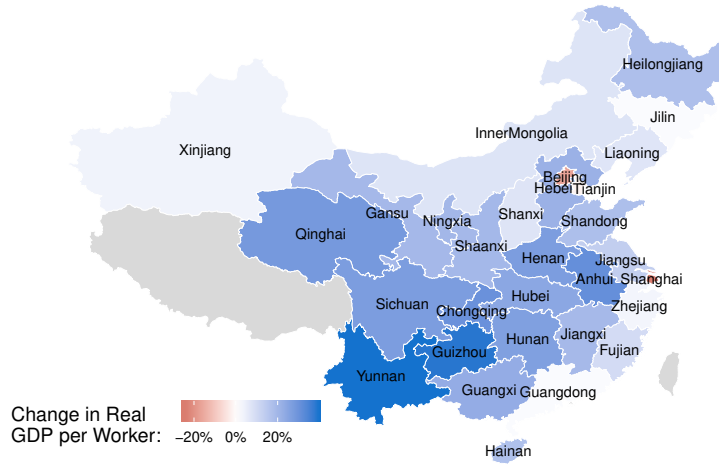 Heilongjiang
Jilin
InnerMongolia
Xinjiang
Liaoning
Beijing
Hebei Tianjin
Gansu
Ningxia
Shanxi
Shandong
Qinghai
Shaanxi
Henan
Jiangsu
Anhui Shanghai
Sichuan
Chongqing
Hubei
Zhejiang
Guizhou
Hunan
Jiangxi
Fujian
Yunnan
Guangxi
Guangdong
Change in Real
GDP per Worker:
−20% 0% 20%
Hainan